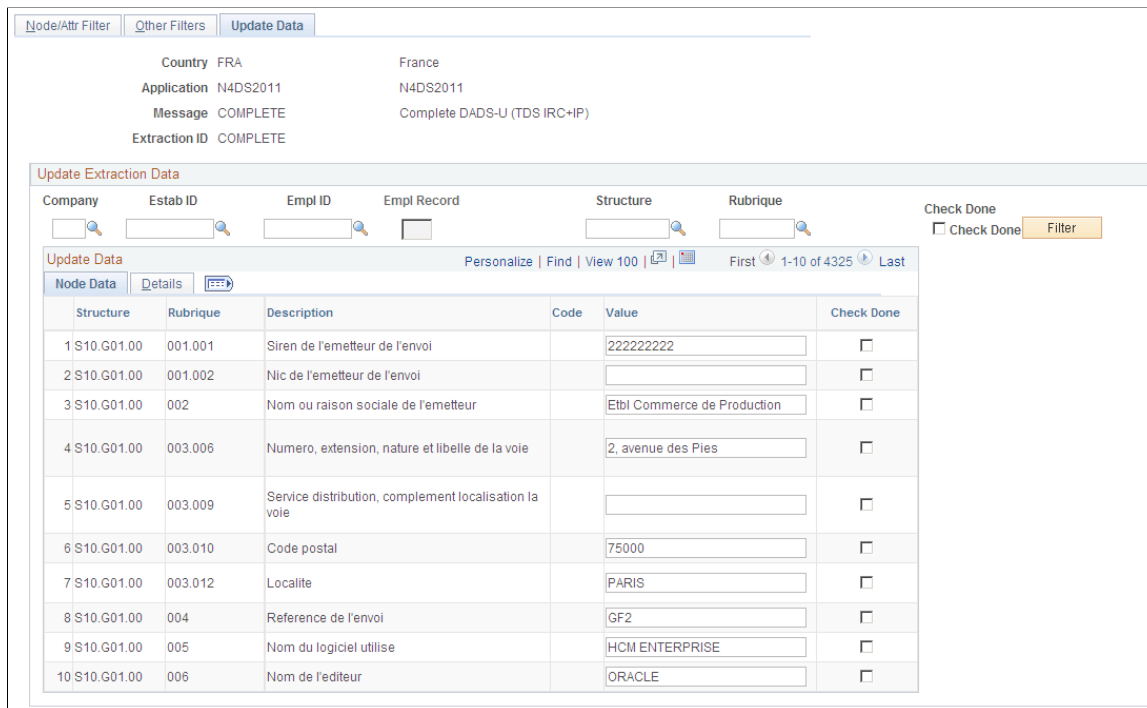 Node/Attr Filter Other Filters Update Data
Country FRA France
Application N4DS2011 N4DS2011
Message COMPLETE Complete DADS-U (TDS IRC+IP)
Extraction ID COMPLETE
Update Extraction Data
Company Estab ID Empl ID Empl Record Structure Rubrique Check Done
Check Done Filter
Update Data Personalize | Find | View 100 | | First 1-10 of 4325 Last
Node Data Details
Structure Rubrique Description Code Value Check Done
1 S10.G01.00 001.001 Siren de l'emetteur de l'envoi 222222222
2 S10.G01.00 001.002 Nic de l'emetteur de l'envoi
3 S10.G01.00 002 Nom ou raison sociale de l'emetteur Etbl Commerce de Production
4 S10.G01.00 003.006 Numero, extension, nature et libelle de la voie 2, avenue des Pies
5 S10.G01.00 003.009 Service distribution, complement localisation la
voie
6 S10.G01.00 003.010 Code postal 75000
7 S10.G01.00 003.012 Localite PARIS
8 S10.G01.00 004 Reference de l'envoi GF2
9 S10.G01.00 005 Nom du logiciel utilise HCM ENTERPRISE
10 S10.G01.00 006 Nom de l'editeur ORACLE